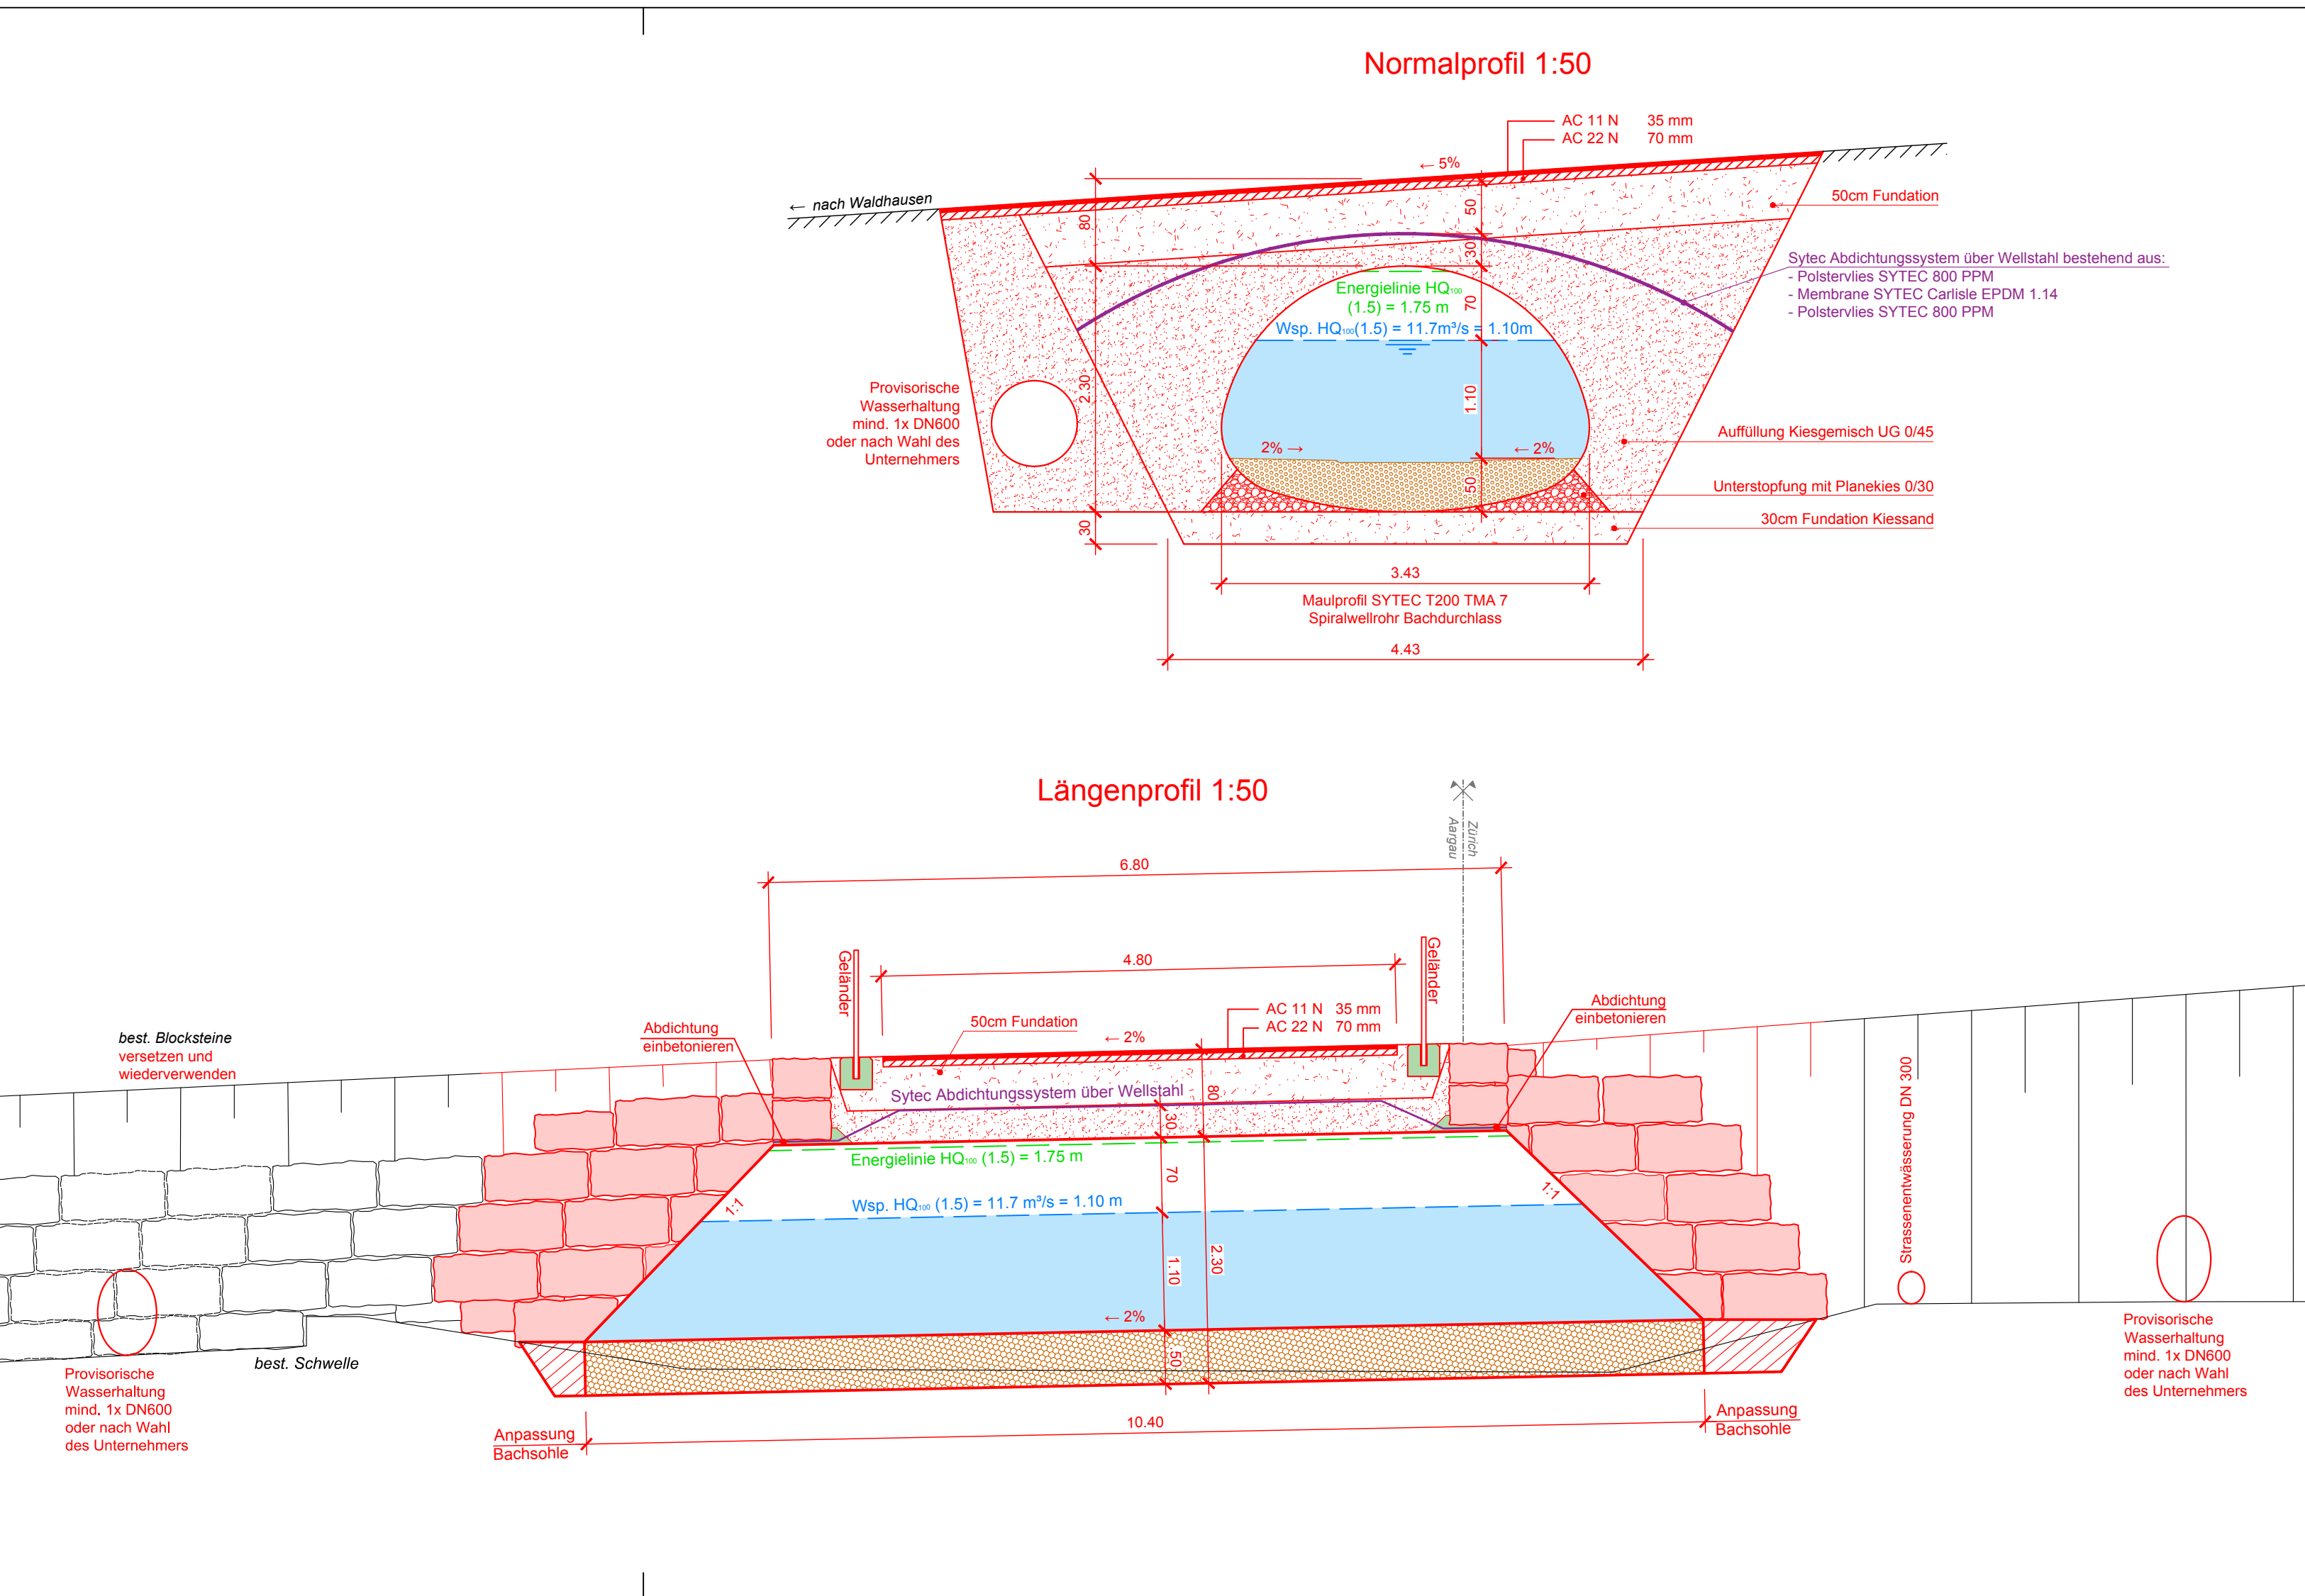 Normalprofil 1:50
AC 11 N 35 mm
AC 22 N 70 mm
← 5%
← nach Waldhausen
50cm Fundation
80
50
30
Sytec Abdichtungssystem über Wellstahl bestehend aus:
- Polstervlies SYTEC 800 PPM
- Membrane SYTEC Carlisle EPDM 1.14
- Polstervlies SYTEC 800 PPM
Energielinie HQ100
(1.5) = 1.75 m
70
Wsp. HQ100(1.5) = 11.7m³/s = 1.10m
Provisorische
Wasserhaltung
mind. 1x DN600
oder nach Wahl des
Unternehmers
2.30
1.10
Auffüllung Kiesgemisch UG 0/45
2% →
← 2%
50
Unterstopfung mit Planekies 0/30
30cm Fundation Kiessand
30
3.43
Maulprofil SYTEC T200 TMA 7
Spiralwellrohr Bachdurchlass
4.43
Längenprofil 1:50
Aargau
Zürich
6.80
4.80
Geländer
Geländer
Abdichtung
einbetonieren
50cm Fundation
AC 11 N 35 mm
AC 22 N 70 mm
← 2%
Abdichtung
einbetonieren
best. Blocksteine
versetzen und
wiederverwenden
Sytec Abdichtungssystem über Wellstahl
80
30
Energielinie HQ100 (1.5) = 1.75 m
70
Wsp. HQ100 (1.5) = 11.7 m³/s = 1.10 m
1:1
1:1
1.10
2.30
← 2%
50
Strassenentwässerung DN 300
best. Schwelle
Provisorische
Wasserhaltung
mind. 1x DN600
oder nach Wahl
des Unternehmers
Provisorische
Wasserhaltung
mind. 1x DN600
oder nach Wahl
des Unternehmers
Anpassung
Bachsohle
10.40
Anpassung
Bachsohle